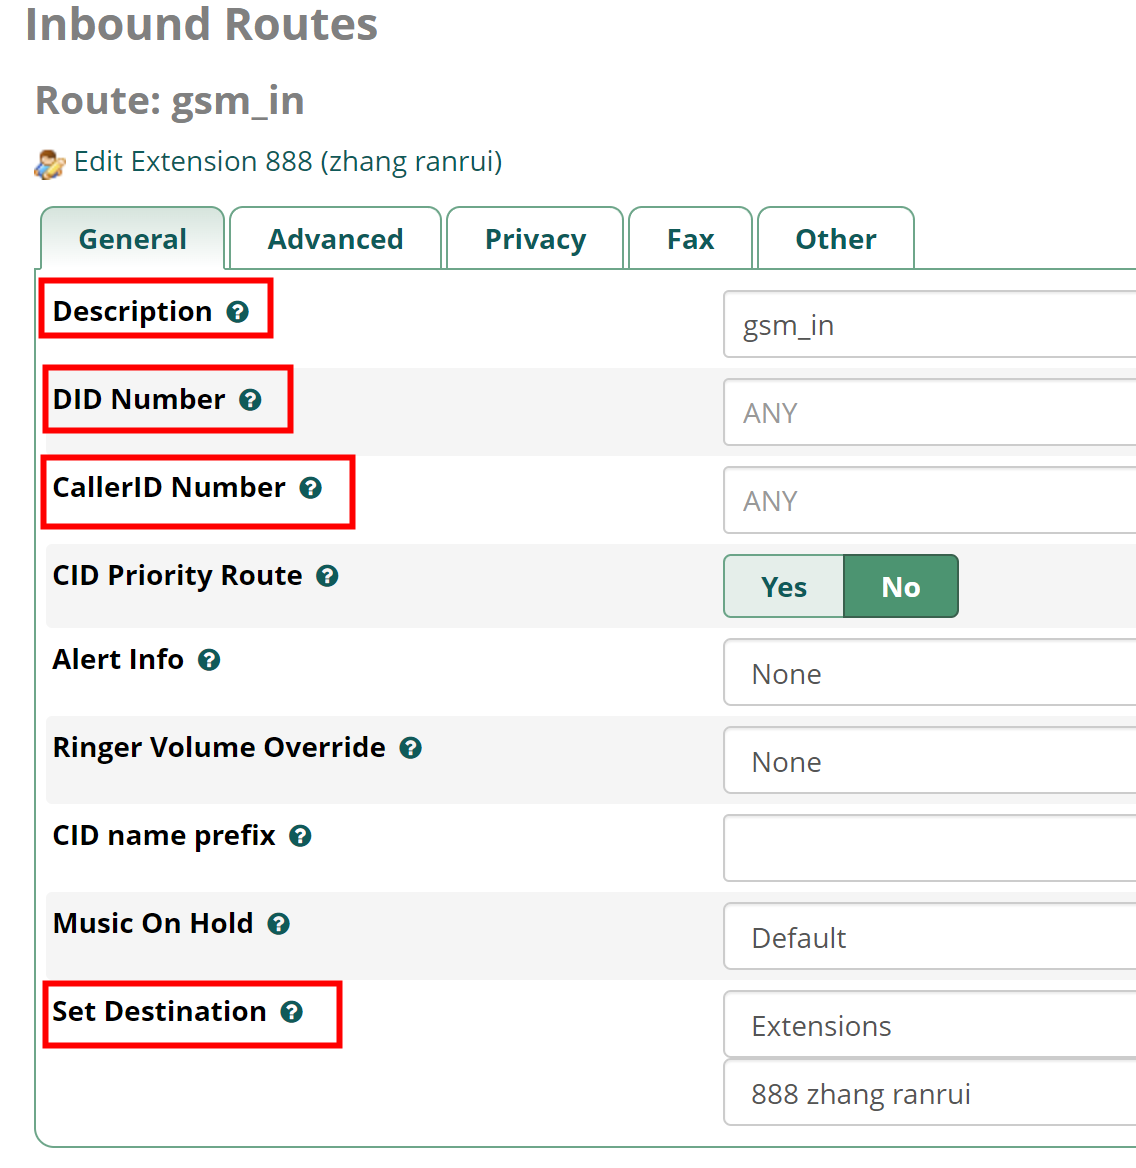 Inbound Routes
Route: gsm_in
Edit Extension 888 (zhang ranrui)
General Advanced Privacy Fax Other
Description ?
gsm_in
DID Number ?
ANY
CallerID Number ?
ANY
CID Priority Route ?
Yes No
Alert Info ?
None
Ringer Volume Override ?
None
CID name prefix ?
Music On Hold ?
Default
Set Destination ?
Extensions
888 zhang ranrui